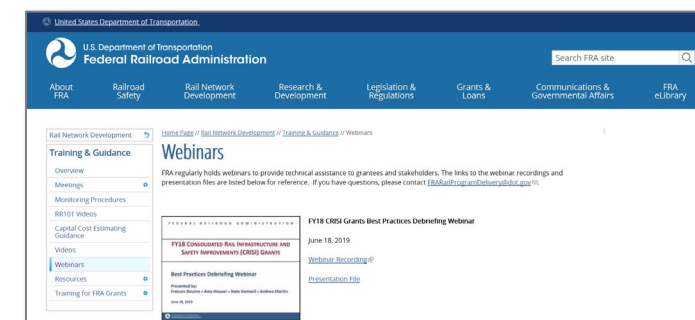 United States Department of Transportation
U.S. Department of Transportation
Federal Railroad Administration
Search FRA site
About
FRA
Railroad
Safety
Rail Network
Development
Research &
Development
Legislation &
Regulations
Grants &
Loans
Communications &
Governmental Affairs
FRA
eLibrary
Rail Network Development
Home Page // Rail Network Development // Training & Guidance // Webinars
Training & Guidance
Overview
Meetings
Monitoring Procedures
RR101 Videos
Capital Cost Estimating
Guidance
Videos
Webinars
Resources
Training for FRA Grants
Webinars
FRA regularly holds webinars to provide technical assistance to grantees and stakeholders. The links to the webinar recordings and
presentation files are listed below for reference. If you have questions, please contact FRARailProgramDelivery@dot.gov.
FEDERAL RAILROAD ADMINISTRATION
FY18 CONSOLIDATED RAIL INFRASTRUCTURE AND
SAFETY IMPROVEMENTS (CRISI) GRANTS
Best Practices Debriefing Webinar
Presented by:
Frances Bourne • Amy Houser • Andrea Martin
June 18, 2019
FY18 CRISI Grants Best Practices Debriefing Webinar
June 18, 2019
Webinar Recording
Presentation File